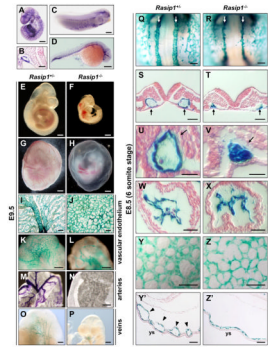 A
B
C
D
Rasip1+/- Rasip1-/-
E
F
G
H
I
J
K
L
M
N
O
P
E9.5
vascular endothelium
arteries
veins
Rasip1+/- Rasip1-/-
Q
R
S
T
U
V
W
X
Y
Z
Y'
Z'
ys
ys
E8.5 (6 somite stage)